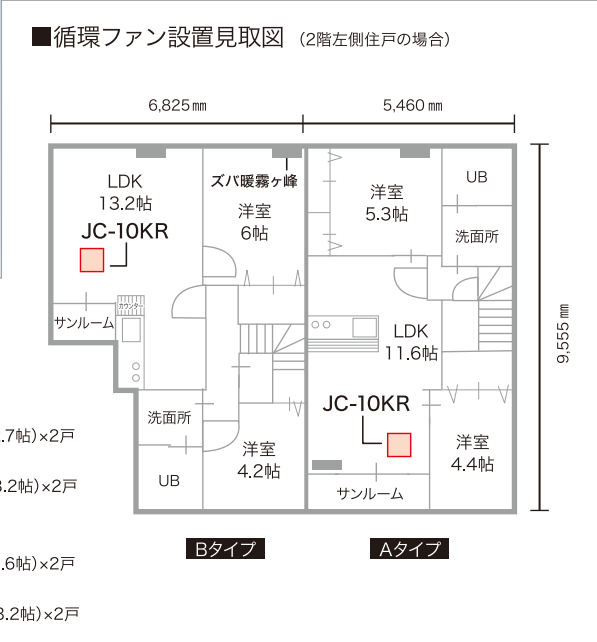 ■循環ファン設置見取図 （2階左側住戸の場合）
6,825㎜
5,460㎜
LDK
13.2帖
JC-10KR
ズバ暖霧ヶ峰
洋室
6帖
洋室
5.3帖
UB
洗面所
サンルーム
カウンター
LDK
11.6帖
9,555㎜
JC-10KR
洗面所
UB
洋室
4.2帖
洋室
4.4帖
サンルーム
.7帖）×2戸
3.2帖）×2戸
.6帖）×2戸
3.2帖）×2戸
Bタイプ
Aタイプ